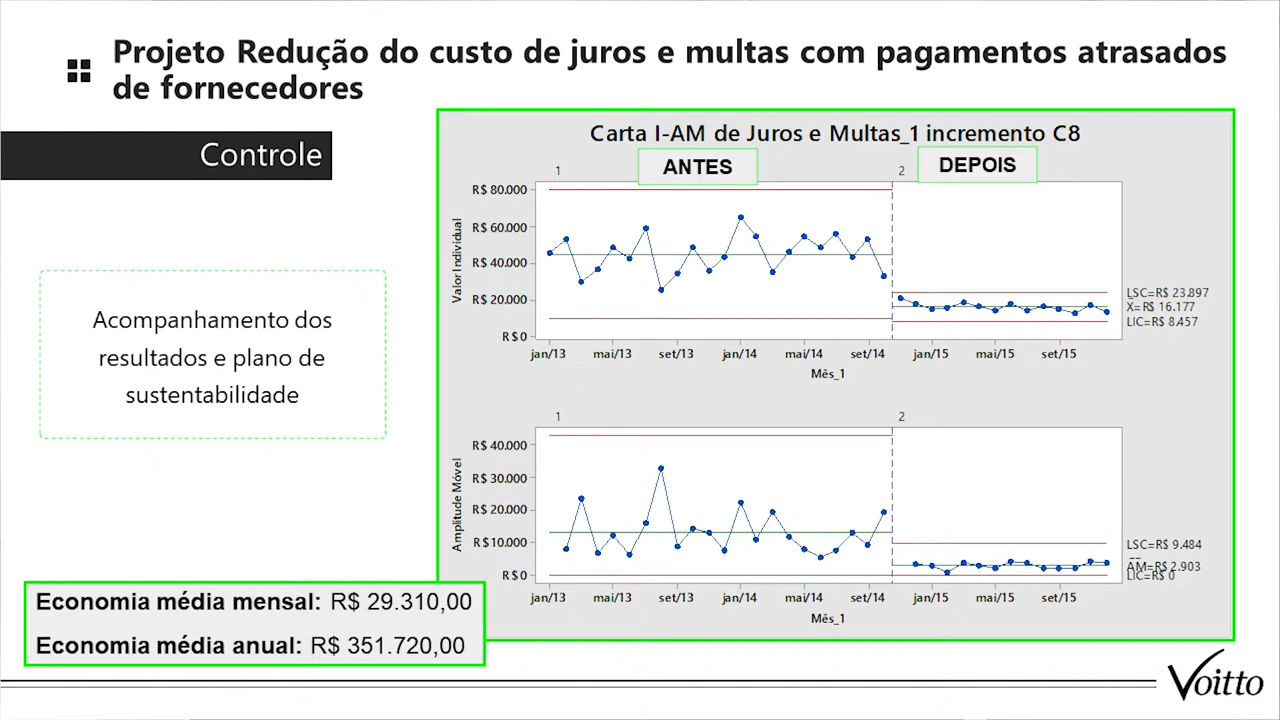 Projeto Redução do custo de juros e multas com pagamentos atrasados
de fornecedores
Controle
Acompanhamento dos
resultados e plano de
sustentabilidade
Carta I-AM de Juros e Multas_1 incremento C8
ANTES
DEPOIS
1
2
Valor Individual
R$ 80.000
R$ 60.000
R$ 40.000
R$ 20.000
R$ 0
LSC=R$ 23.897
X=R$ 16.177
LIC=R$ 8.457
jan/13 mai/13 set/13 jan/14 mai/14 set/14 jan/15 mai/15 set/15
Mês_1
1
2
Amplitude Móvel
R$ 40.000
R$ 30.000
R$ 20.000
R$ 10.000
R$ 0
LSC=R$ 9.484
AM=R$ 2.903
LIC=R$ 0
jan/13 mai/13 set/13 jan/14 mai/14 set/14 jan/15 mai/15 set/15
Mês_1
Economia média mensal: R$ 29.310,00
Economia média anual: R$ 351.720,00
Voitto